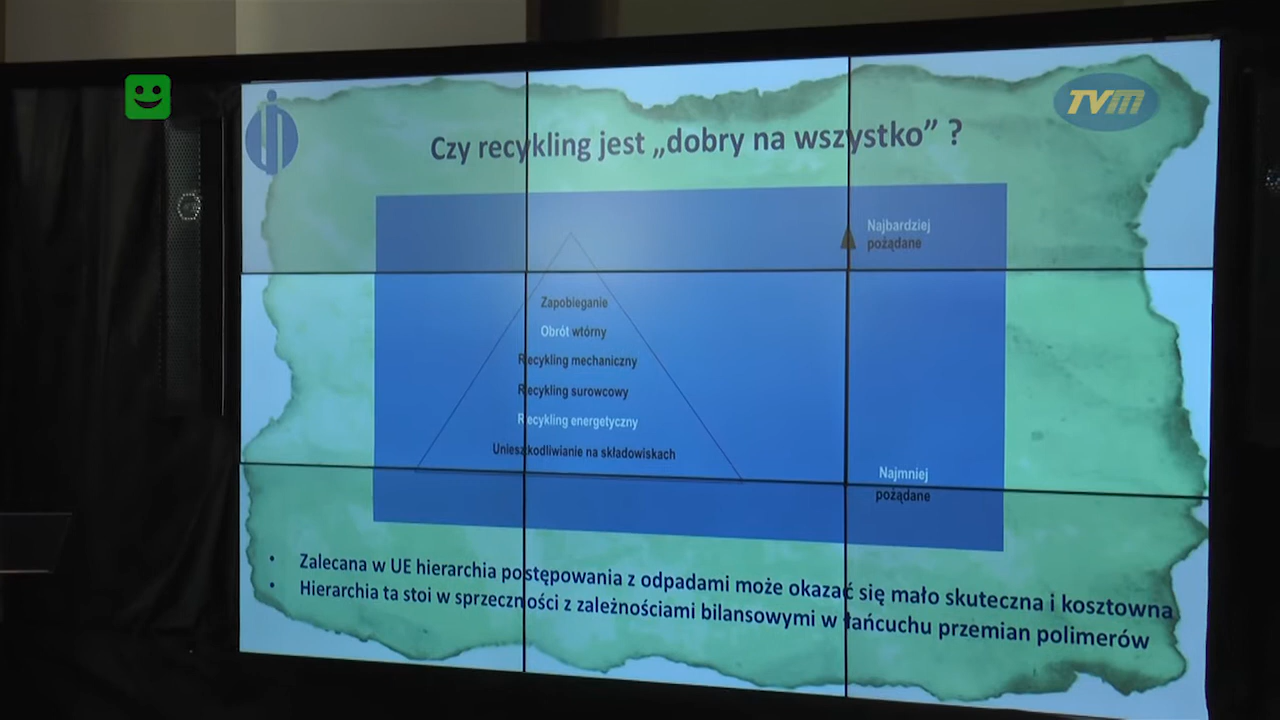 TVM
Czy recykling jest „dobry na wszystko” ?
Najbardziej
pożądane
Zapobieganie
Obrót wtórny
Recykling mechaniczny
Recykling surowcowy
Recykling energetyczny
Unieszkodliwianie na składowiskach
Najmniej
pożądane
• Zalecana w UE hierarchia postępowania z odpadami może okazać się mało skuteczna i kosztowna
• Hierarchia ta stoi w sprzeczności z zależnościami bilansowymi w łańcuchu przemian polimerów